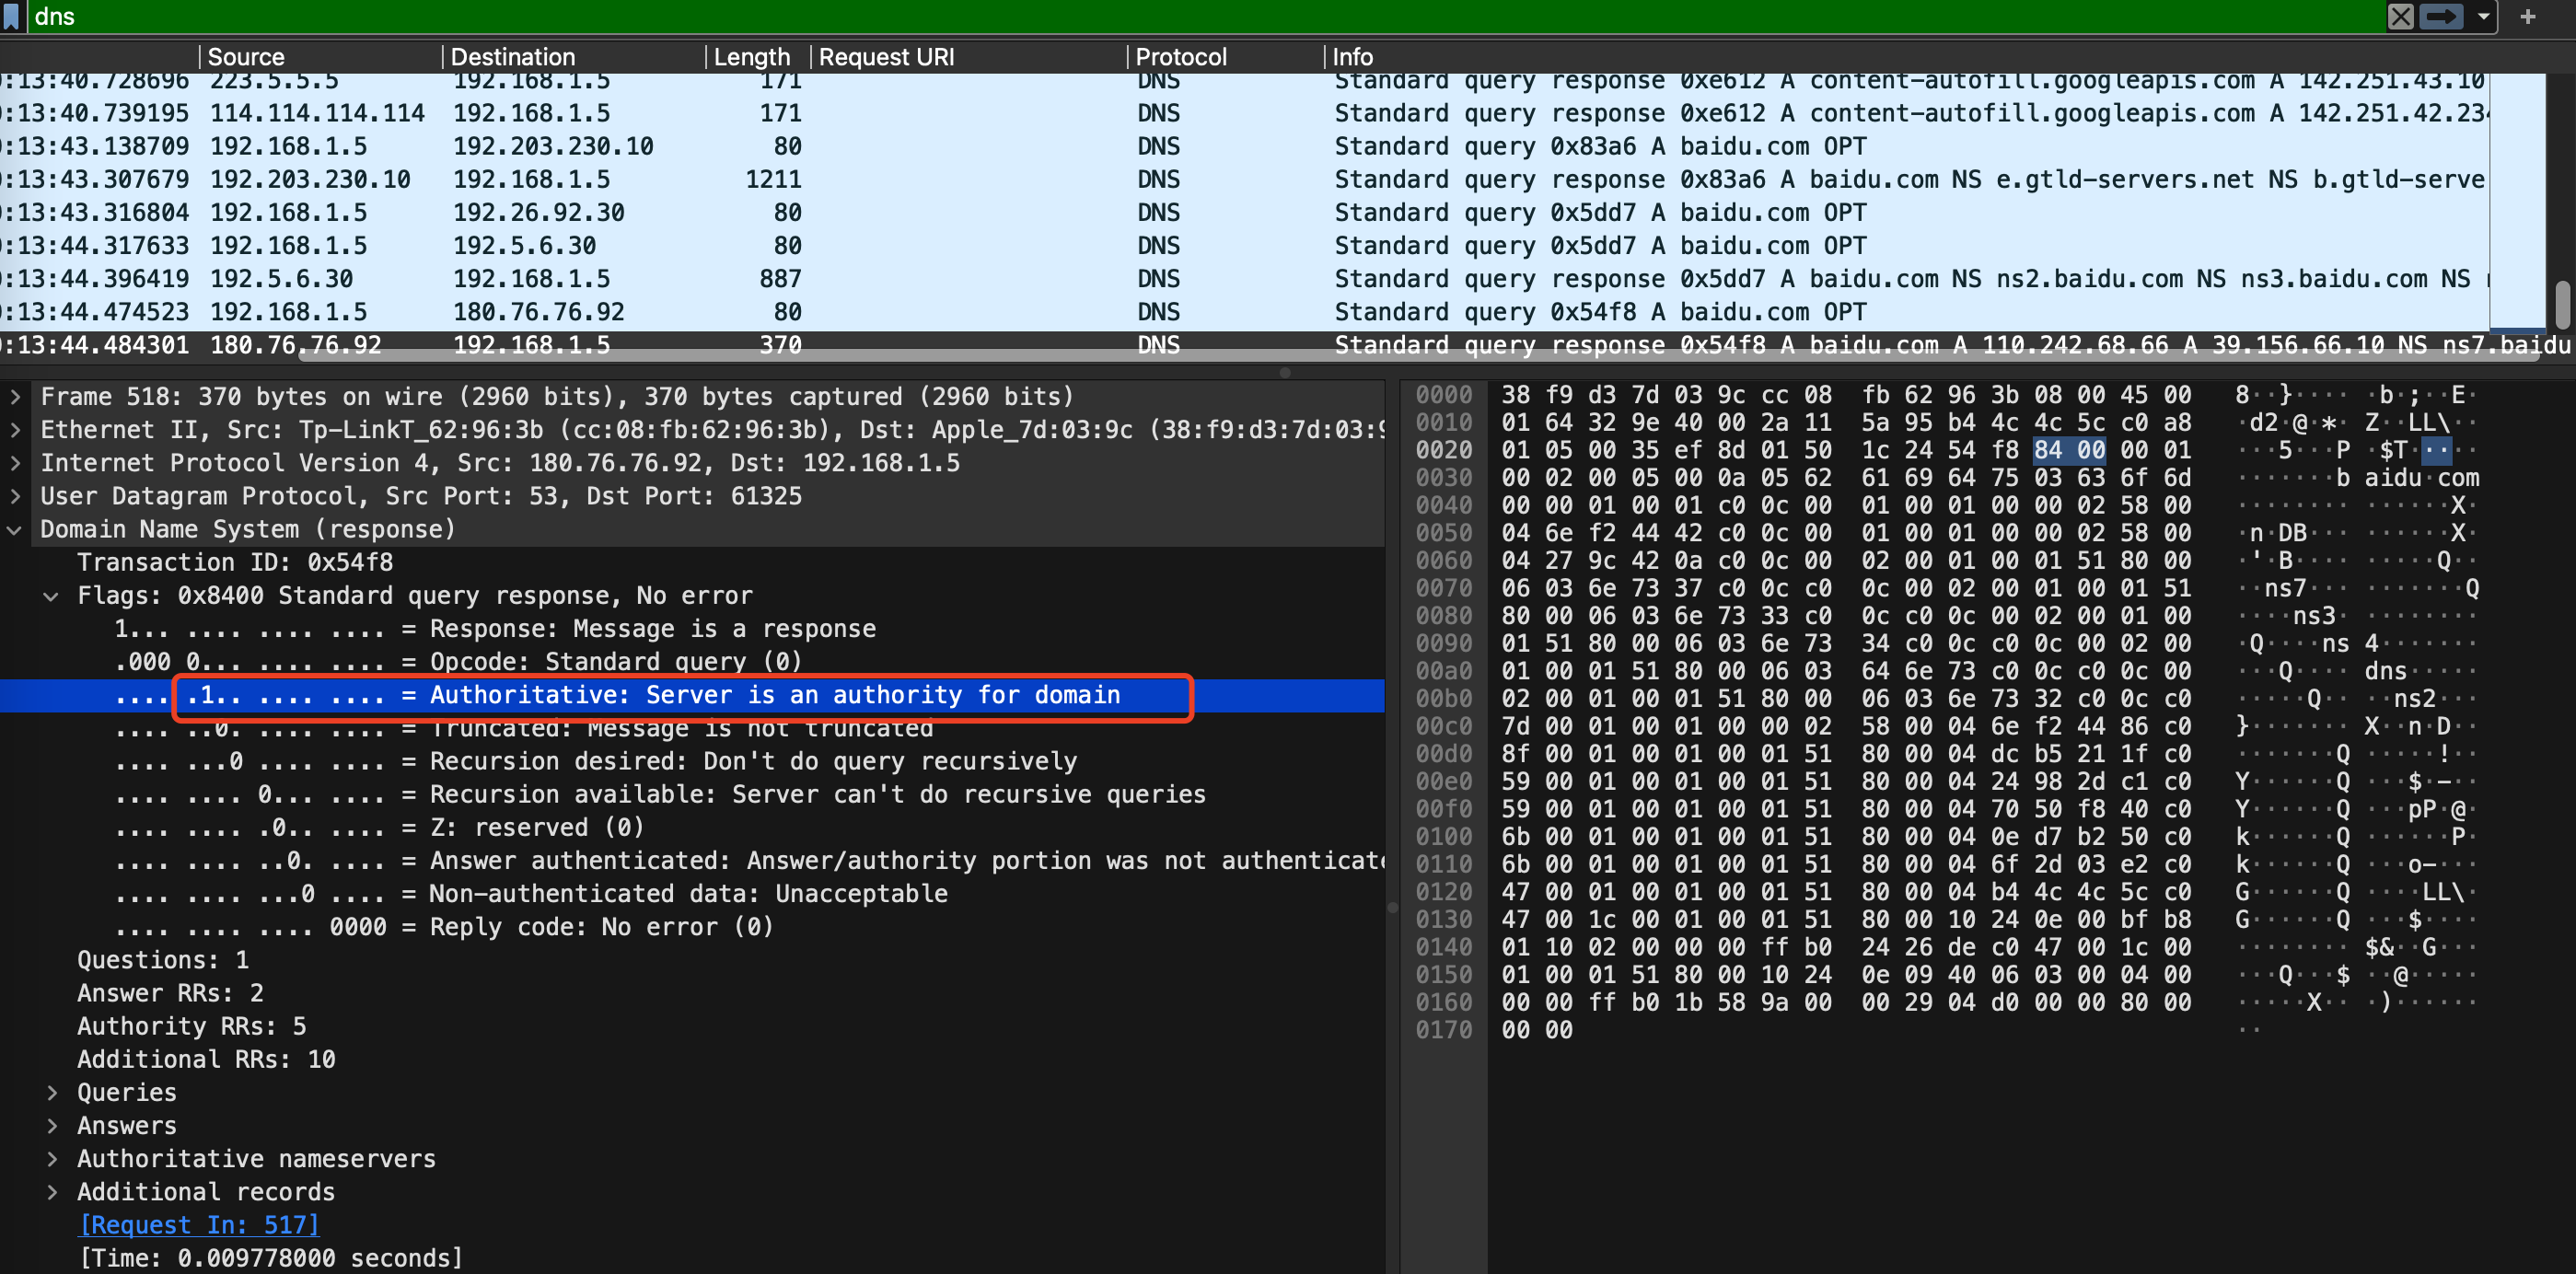 dns
Source Destination Length Request URI Protocol Info
:13:40.728696 223.5.5.5 192.168.1.5 171 DNS Standard query response 0xe612 A content-autofill.googleapis.com A 142.251.43.10
:13:40.739195 114.114.114.114 192.168.1.5 171 DNS Standard query response 0xe612 A content-autofill.googleapis.com A 142.251.42.234
:13:43.138709 192.168.1.5 192.203.230.10 80 DNS Standard query 0x83a6 A baidu.com OPT
:13:43.307679 192.203.230.10 192.168.1.5 1211 DNS Standard query response 0x83a6 A baidu.com NS e.gtld-servers.net NS b.gtld-serve
:13:43.316804 192.168.1.5 192.26.92.30 80 DNS Standard query 0x5dd7 A baidu.com OPT
:13:44.317633 192.168.1.5 192.5.6.30 80 DNS Standard query 0x5dd7 A baidu.com OPT
:13:44.396419 192.5.6.30 192.168.1.5 887 DNS Standard query response 0x5dd7 A baidu.com NS ns2.baidu.com NS ns3.baidu.com NS
:13:44.474523 192.168.1.5 180.76.76.92 80 DNS Standard query 0x54f8 A baidu.com OPT
:13:44.484301 180.76.76.92 192.168.1.5 370 DNS Standard query response 0x54f8 A baidu.com A 110.242.68.66 A 39.156.66.10 NS ns7.baidu
Frame 518: 370 bytes on wire (2960 bits), 370 bytes captured (2960 bits)
Ethernet II, Src: Tp-LinkT_62:96:3b (cc:08:fb:62:96:3b), Dst: Apple_7d:03:9c (38:f9:d3:7d:03:9
Internet Protocol Version 4, Src: 180.76.76.92, Dst: 192.168.1.5
User Datagram Protocol, Src Port: 53, Dst Port: 61325
Domain Name System (response)
Transaction ID: 0x54f8
Flags: 0x8400 Standard query response, No error
1... .... .... .... = Response: Message is a response
.000 0... .... .... = Opcode: Standard query (0)
.... .1.. .... .... = Authoritative: Server is an authority for domain
.... ..0. .... .... = Truncated: Message is not truncated
.... ...0 .... .... = Recursion desired: Don't do query recursively
.... .... 0... .... = Recursion available: Server can't do recursive queries
.... .... .0.. .... = Z: reserved (0)
.... .... ..0. .... = Answer authenticated: Answer/authority portion was not authenticate
.... .... ...0 .... = Non-authenticated data: Unacceptable
.... .... .... 0000 = Reply code: No error (0)
Questions: 1
Answer RRs: 2
Authority RRs: 5
Additional RRs: 10
Queries
Answers
Authoritative nameservers
Additional records
[Request In: 517]
[Time: 0.009778000 seconds]
0000 38 f9 d3 7d 03 9c cc 08 fb 62 96 3b 08 00 45 00 8··}···· ·b·;··E·
0010 01 64 32 9e 40 00 2a 11 5a 95 b4 4c 4c 5c c0 a8 ·d2·@·*· Z··LL\··
0020 01 05 00 35 ef 8d 01 50 1c 24 54 f8 84 00 00 01 ···5···P ·$T·····
0030 00 02 00 05 00 0a 05 62 61 69 64 75 03 63 6f 6d ·······b aidu·com
0040 00 00 01 00 01 c0 0c 00 01 00 01 00 00 02 58 00 ········ ······X·
0050 04 6e f2 44 42 c0 0c 00 01 00 01 00 00 02 58 00 ·n·DB··· ······X·
0060 04 27 9c 42 0a c0 0c 00 02 00 01 00 01 51 80 00 ·'·B···· ·····Q··
0070 06 03 6e 73 37 c0 0c c0 0c 00 02 00 01 00 01 51 ··ns7··· ·······Q
0080 80 00 06 03 6e 73 33 c0 0c c0 0c 00 02 00 01 00 ····ns3· ········
0090 01 51 80 00 06 03 6e 73 34 c0 0c c0 0c 00 02 00 ·Q····ns 4·······
00a0 01 00 01 51 80 00 06 03 64 6e 73 c0 0c c0 0c 00 ···Q···· dns·····
00b0 02 00 01 00 01 51 80 00 06 03 6e 73 32 c0 0c c0 ·····Q·· ··ns2···
00c0 7d 00 01 00 01 00 00 02 58 00 04 6e f2 44 86 c0 }······· X··n·D··
00d0 8f 00 01 00 01 00 01 51 80 00 04 dc b5 21 1f c0 ·······Q ·····!··
00e0 59 00 01 00 01 00 01 51 80 00 04 24 98 2d c1 c0 Y······Q ···$·-··
00f0 59 00 01 00 01 00 01 51 80 00 04 70 50 f8 40 c0 Y······Q ···pP·@·
0100 6b 00 01 00 01 00 01 51 80 00 04 0e d7 b2 50 c0 k······Q ······P·
0110 6b 00 01 00 01 00 01 51 80 00 04 6f 2d 03 e2 c0 k······Q ···o-···
0120 47 00 01 00 01 00 01 51 80 00 04 b4 4c 4c 5c c0 G······Q ····LL\·
0130 47 00 1c 00 01 00 01 51 80 00 10 24 0e 00 bf b8 G······Q ···$····
0140 01 10 02 00 00 00 ff b0 24 26 de c0 47 00 1c 00 ········ $&··G···
0150 01 00 01 51 80 00 10 24 0e 09 40 06 03 00 04 00 ···Q···$ ··@·····
0160 00 00 ff b0 1b 58 9a 00 00 29 04 d0 00 00 80 00 ·····X·· ·)······
0170 00 00 ··